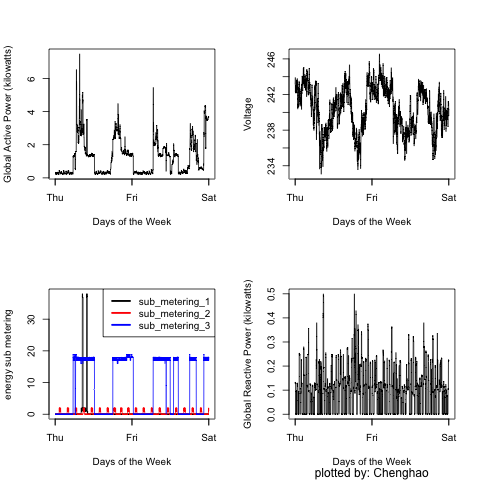 Global Active Power (kilowatts)
0 2 4 6
Thu Fri Sat
Days of the Week
Voltage
234 238 242 246
Thu Fri Sat
Days of the Week
energy sub metering
0 10 20 30
sub_metering_1
sub_metering_2
sub_metering_3
Thu Fri Sat
Days of the Week
Global Reactive Power (kilowatts)
0.0 0.1 0.2 0.3 0.4 0.5
Thu Fri Sat
Days of the Week
plotted by: Chenghao